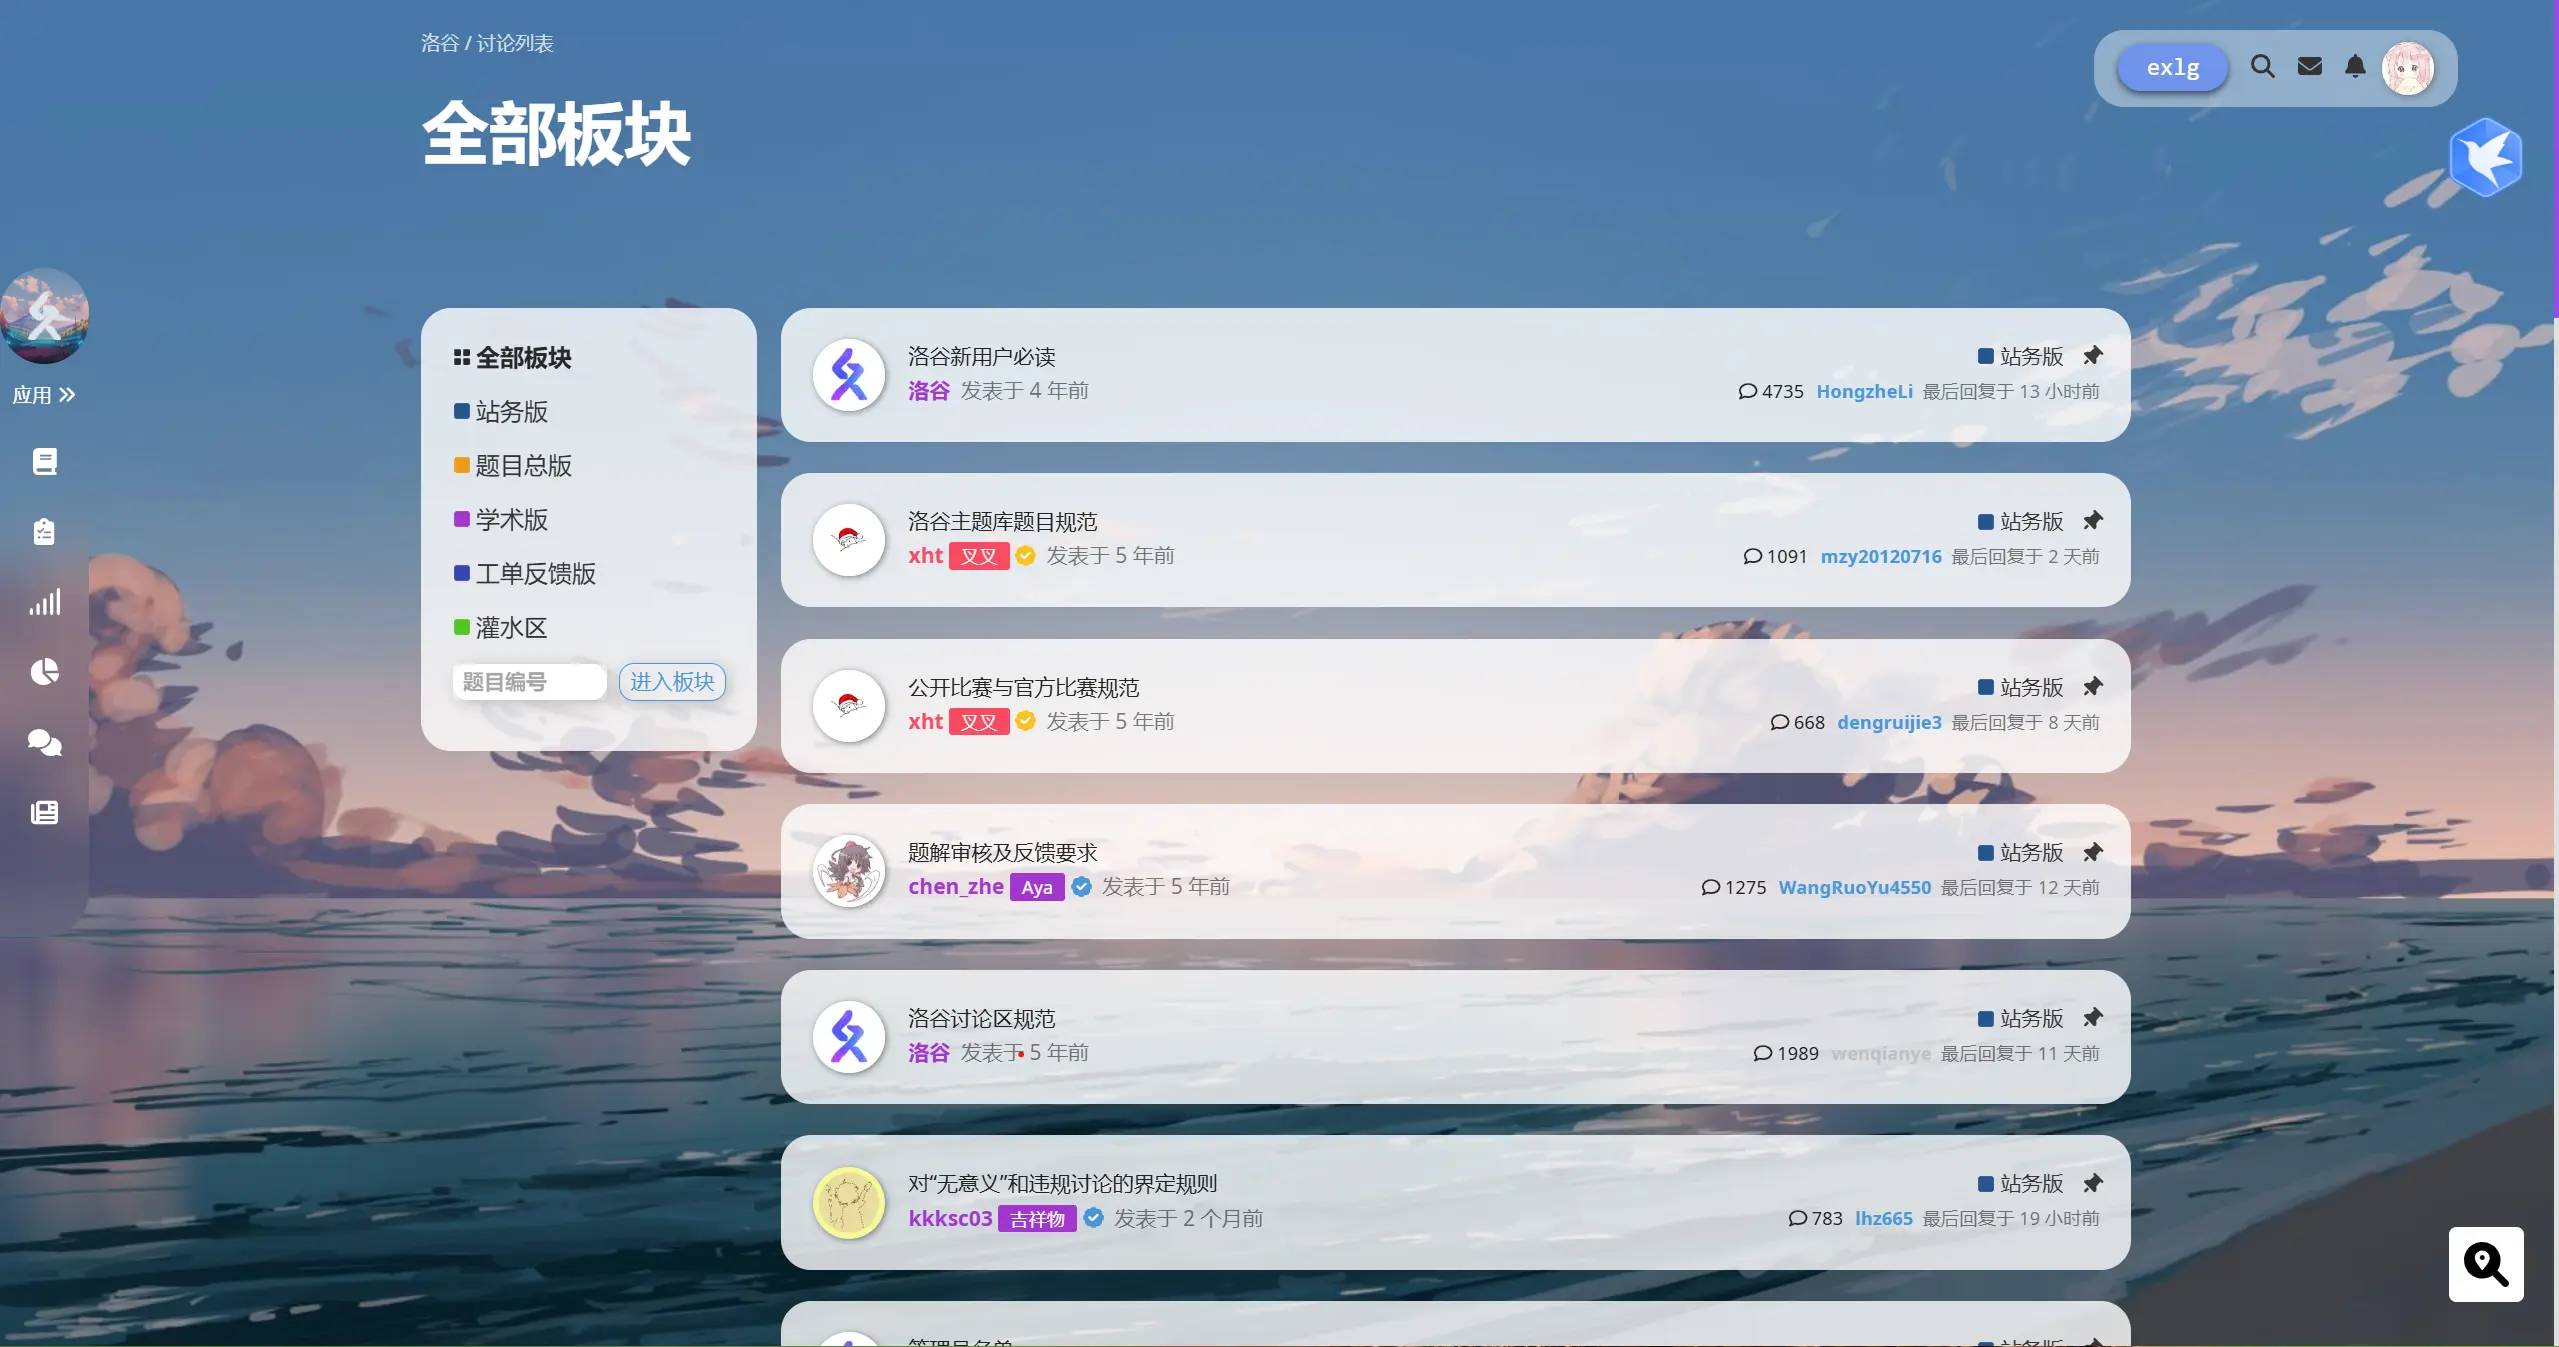 洛谷 / 讨论列表
全部板块
exlg
应用
全部板块
站务版
题目总版
学术版
工单反馈版
灌水区
题目编号 进入板块
洛谷新用户必读 站务版
洛谷 发表于 4 年前 4735 HongzheLi 最后回复于 13 小时前
洛谷主题库题目规范 站务版
xht 叉叉 发表于 5 年前 1091 mzy20120716 最后回复于 2 天前
公开比赛与官方比赛规范 站务版
xht 叉叉 发表于 5 年前 668 dengruijie3 最后回复于 8 天前
题解审核及反馈要求 站务版
chen_zhe Aya 发表于 5 年前 1275 WangRuoYu4550 最后回复于 12 天前
洛谷讨论区规范 站务版
洛谷 发表于 5 年前 1989 wenqianye 最后回复于 11 天前
对“无意义”和违规讨论的界定规则 站务版
kkksc03 吉祥物 发表于 2 个月前 783 lhz665 最后回复于 19 小时前